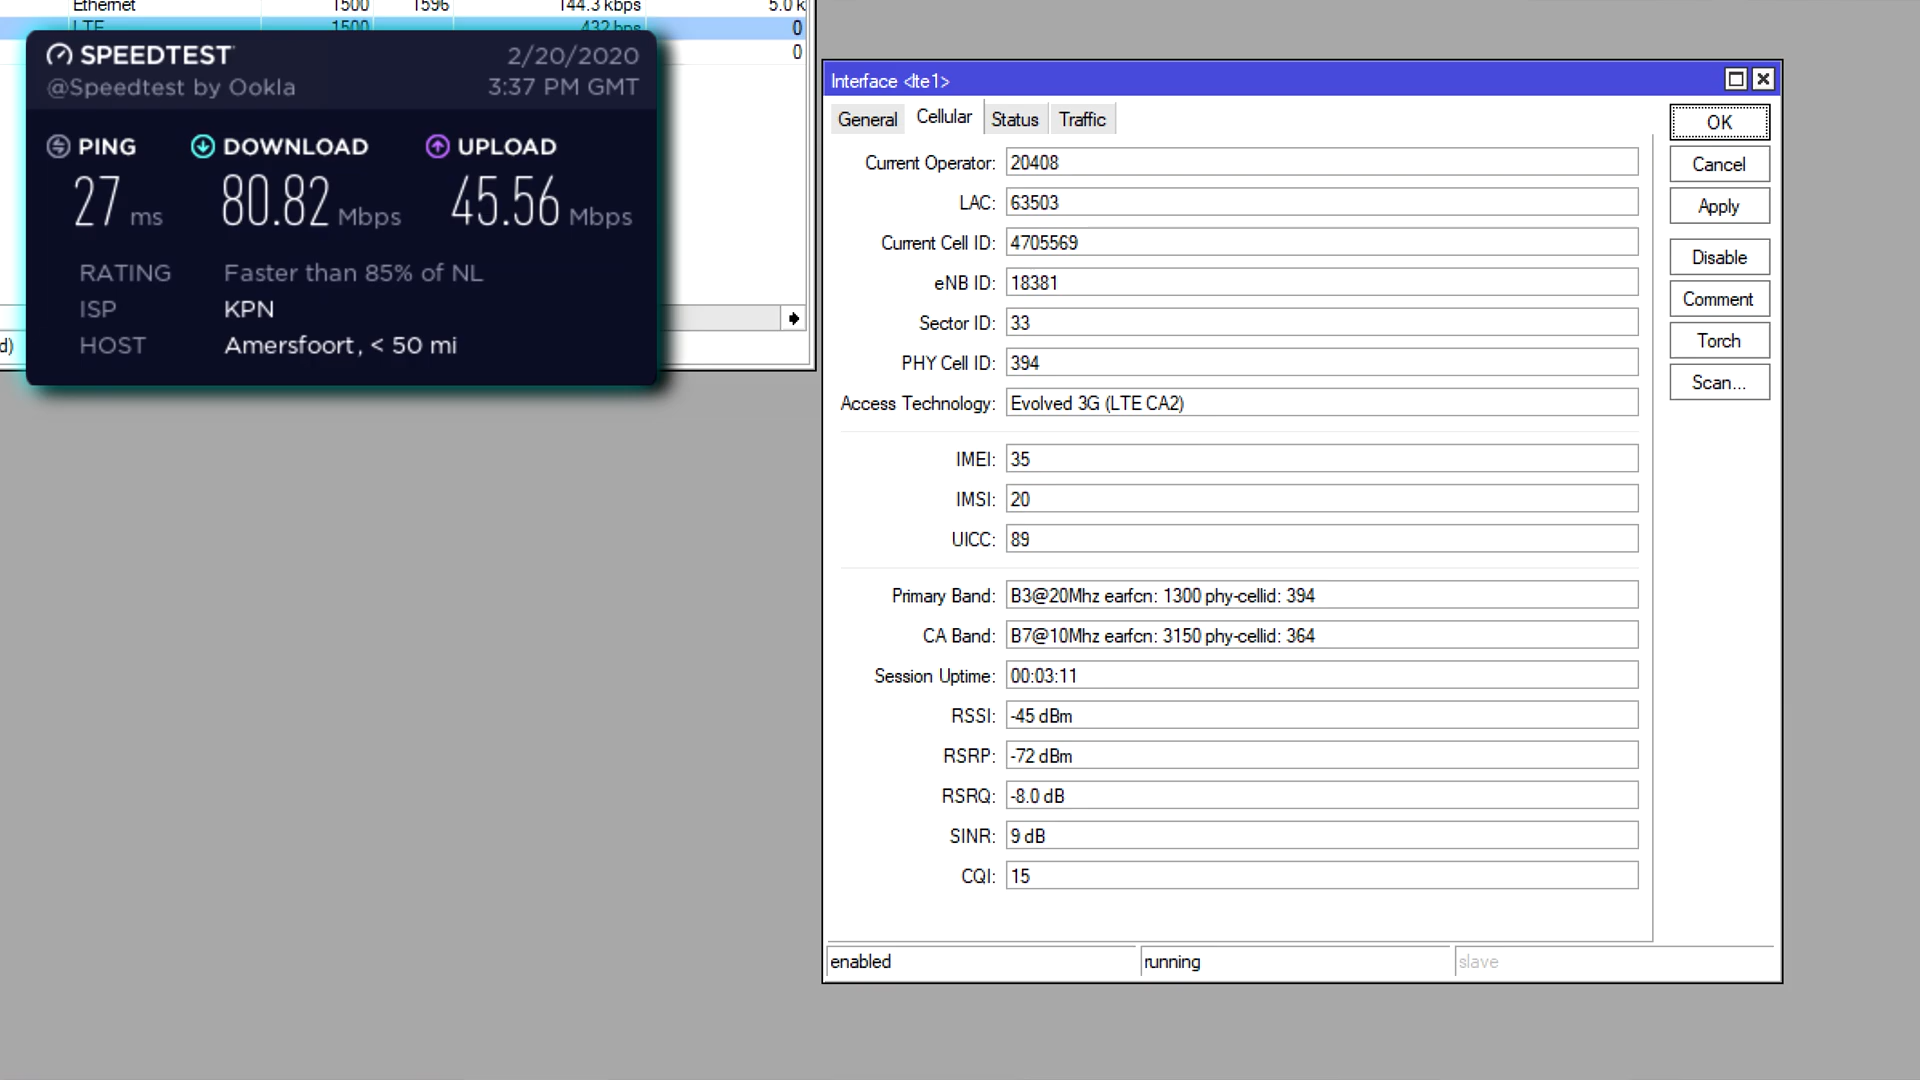 Ethernet 1500 1596 144.3 kbps 5.0 k
LTE 1500 432 bps 0
0
d)
SPEEDTEST 2/20/2020
@Speedtest by Ookla 3:37 PM GMT
PING DOWNLOAD UPLOAD
27 ms 80.82 Mbps 45.56 Mbps
RATING Faster than 85% of NL
ISP KPN
HOST Amersfoort, < 50 mi
Interface <lte1>
General Cellular Status Traffic
Current Operator: 20408
LAC: 63503
Current Cell ID: 4705569
eNB ID: 18381
Sector ID: 33
PHY Cell ID: 394
Access Technology: Evolved 3G (LTE CA2)
IMEI: 35
IMSI: 20
UICC: 89
Primary Band: B3@20Mhz earfcn: 1300 phy-cellid: 394
CA Band: B7@10Mhz earfcn: 3150 phy-cellid: 364
Session Uptime: 00:03:11
RSSI: -45 dBm
RSRP: -72 dBm
RSRQ: -8.0 dB
SINR: 9 dB
CQI: 15
enabled running slave
OK
Cancel
Apply
Disable
Comment
Torch
Scan...